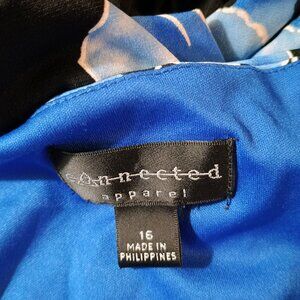 connected
apparel
16
MADE IN
PHILIPPINES